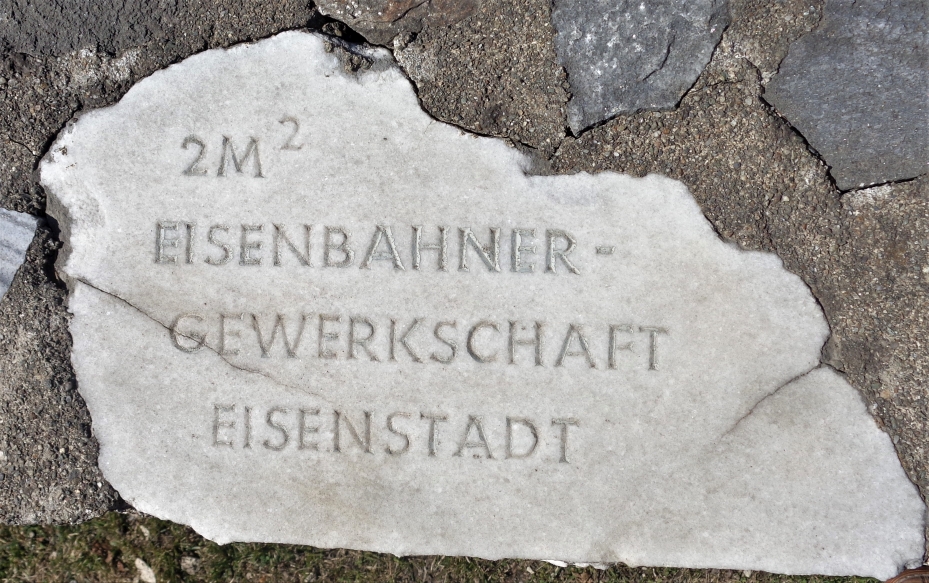 2M²
EISENBAHNER-
GEWERKSCHAFT
EISENSTADT